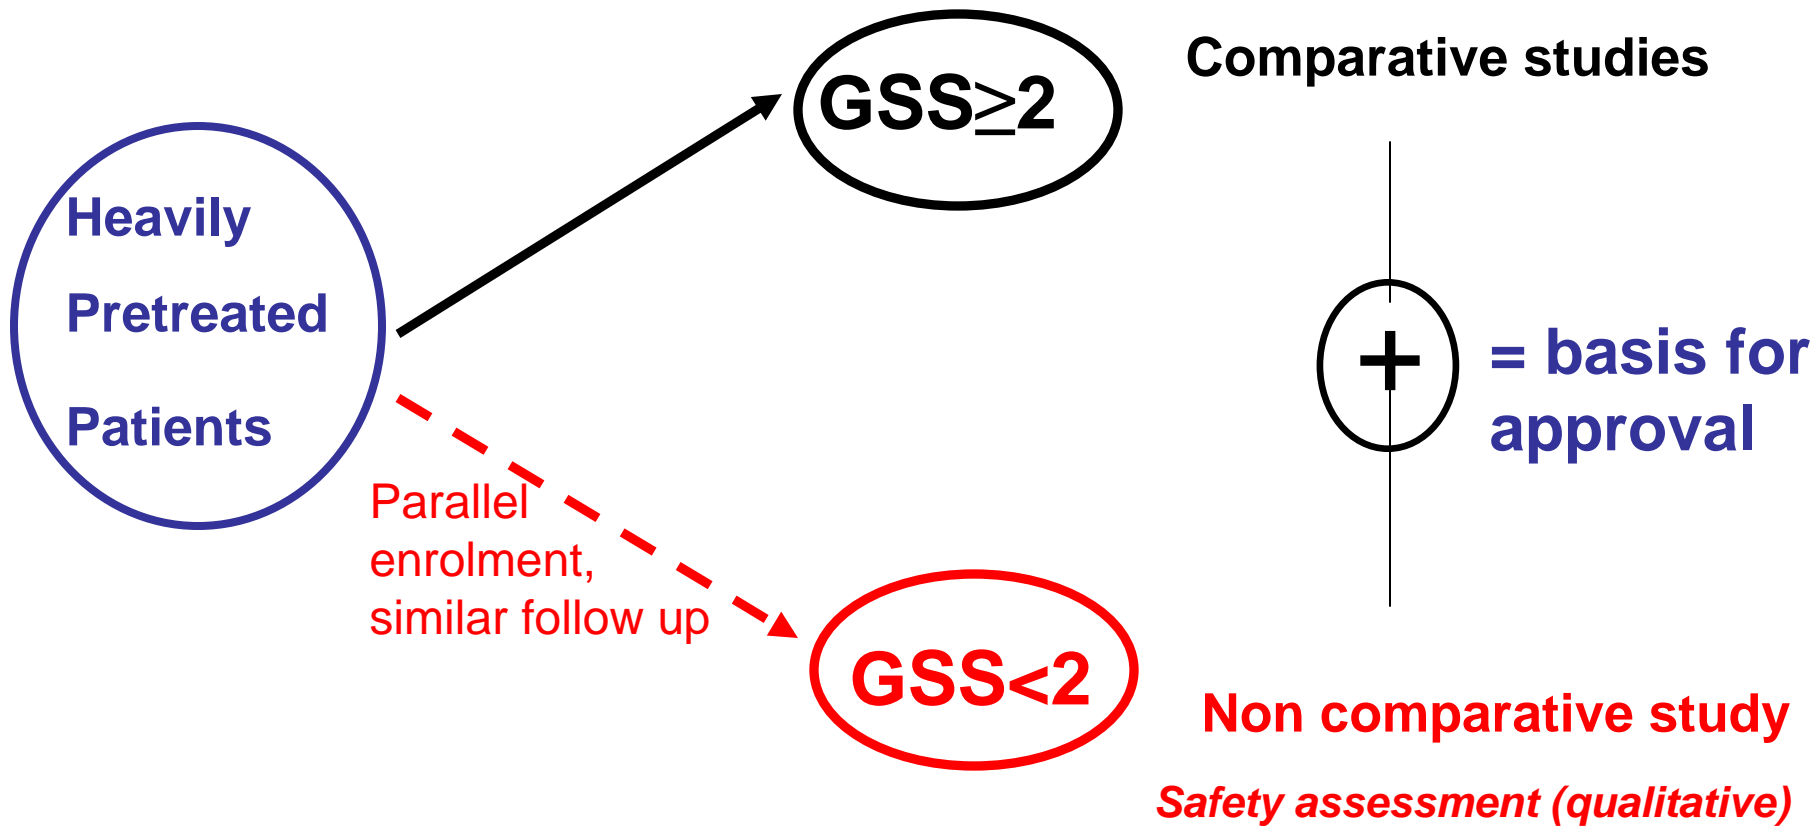 Heavily
Pretreated
Patients
GSS≥2
Comparative studies
+
= basis for
approval
Parallel
enrolment,
similar follow up
GSS<2
Non comparative study
Safety assessment (qualitative)